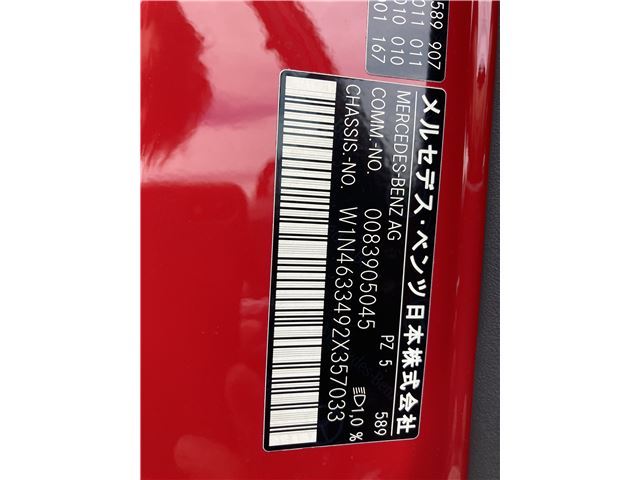 589 907
011 011
010 010
001 167
メルセデス・ベンツ日本株式会社
MERCEDES-BENZ AG PZ 5 589
COMM.-NO. 0083905045 1,0 %
CHASSIS.-NO. W1N4633492X357033